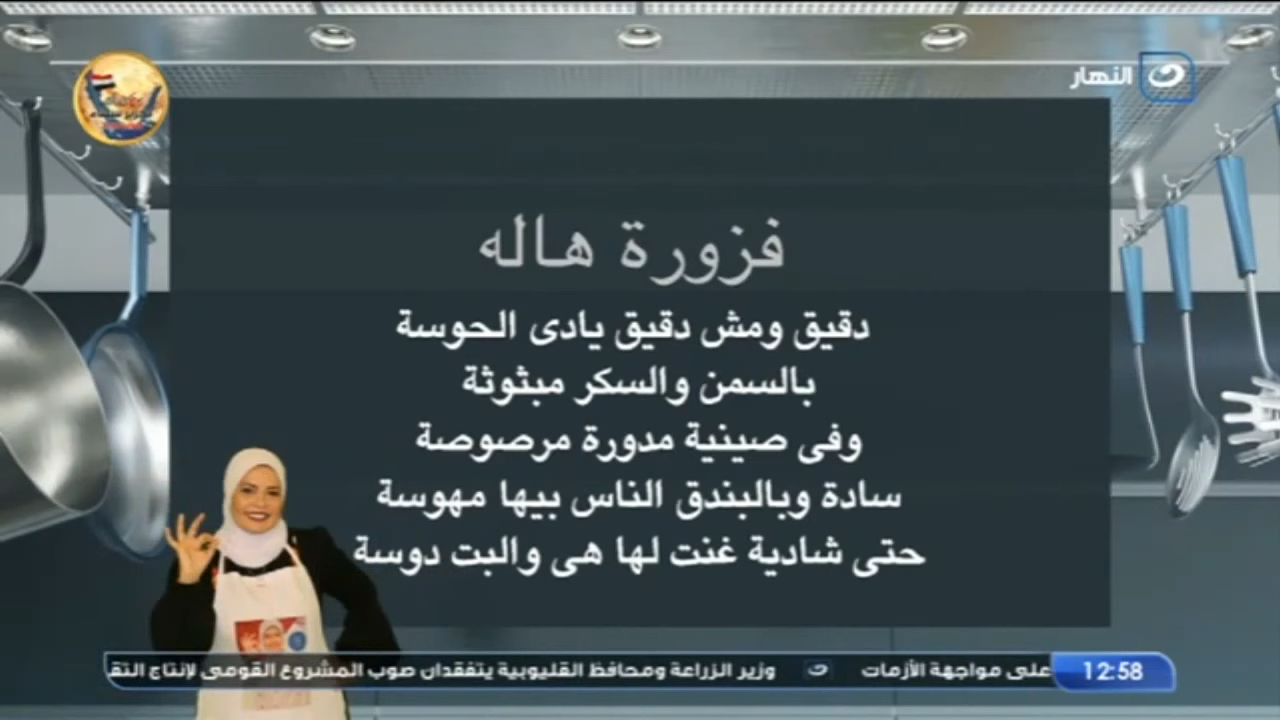 النهار
فزورة هاله
دقيق ومش دقيق يادى الحوسة
بالسمن والسكر مبثوثة
وفى صينية مدورة مرصوصة
سادة وبالبندق الناس بيها مهوسة
حتى شادية غنت لها هى والبت دوسة
12:58
على مواجهة الأزمات
وزير الزراعة ومحافظ القليوبية يتفقدان صوب المشروع القومى لإنتاج التق